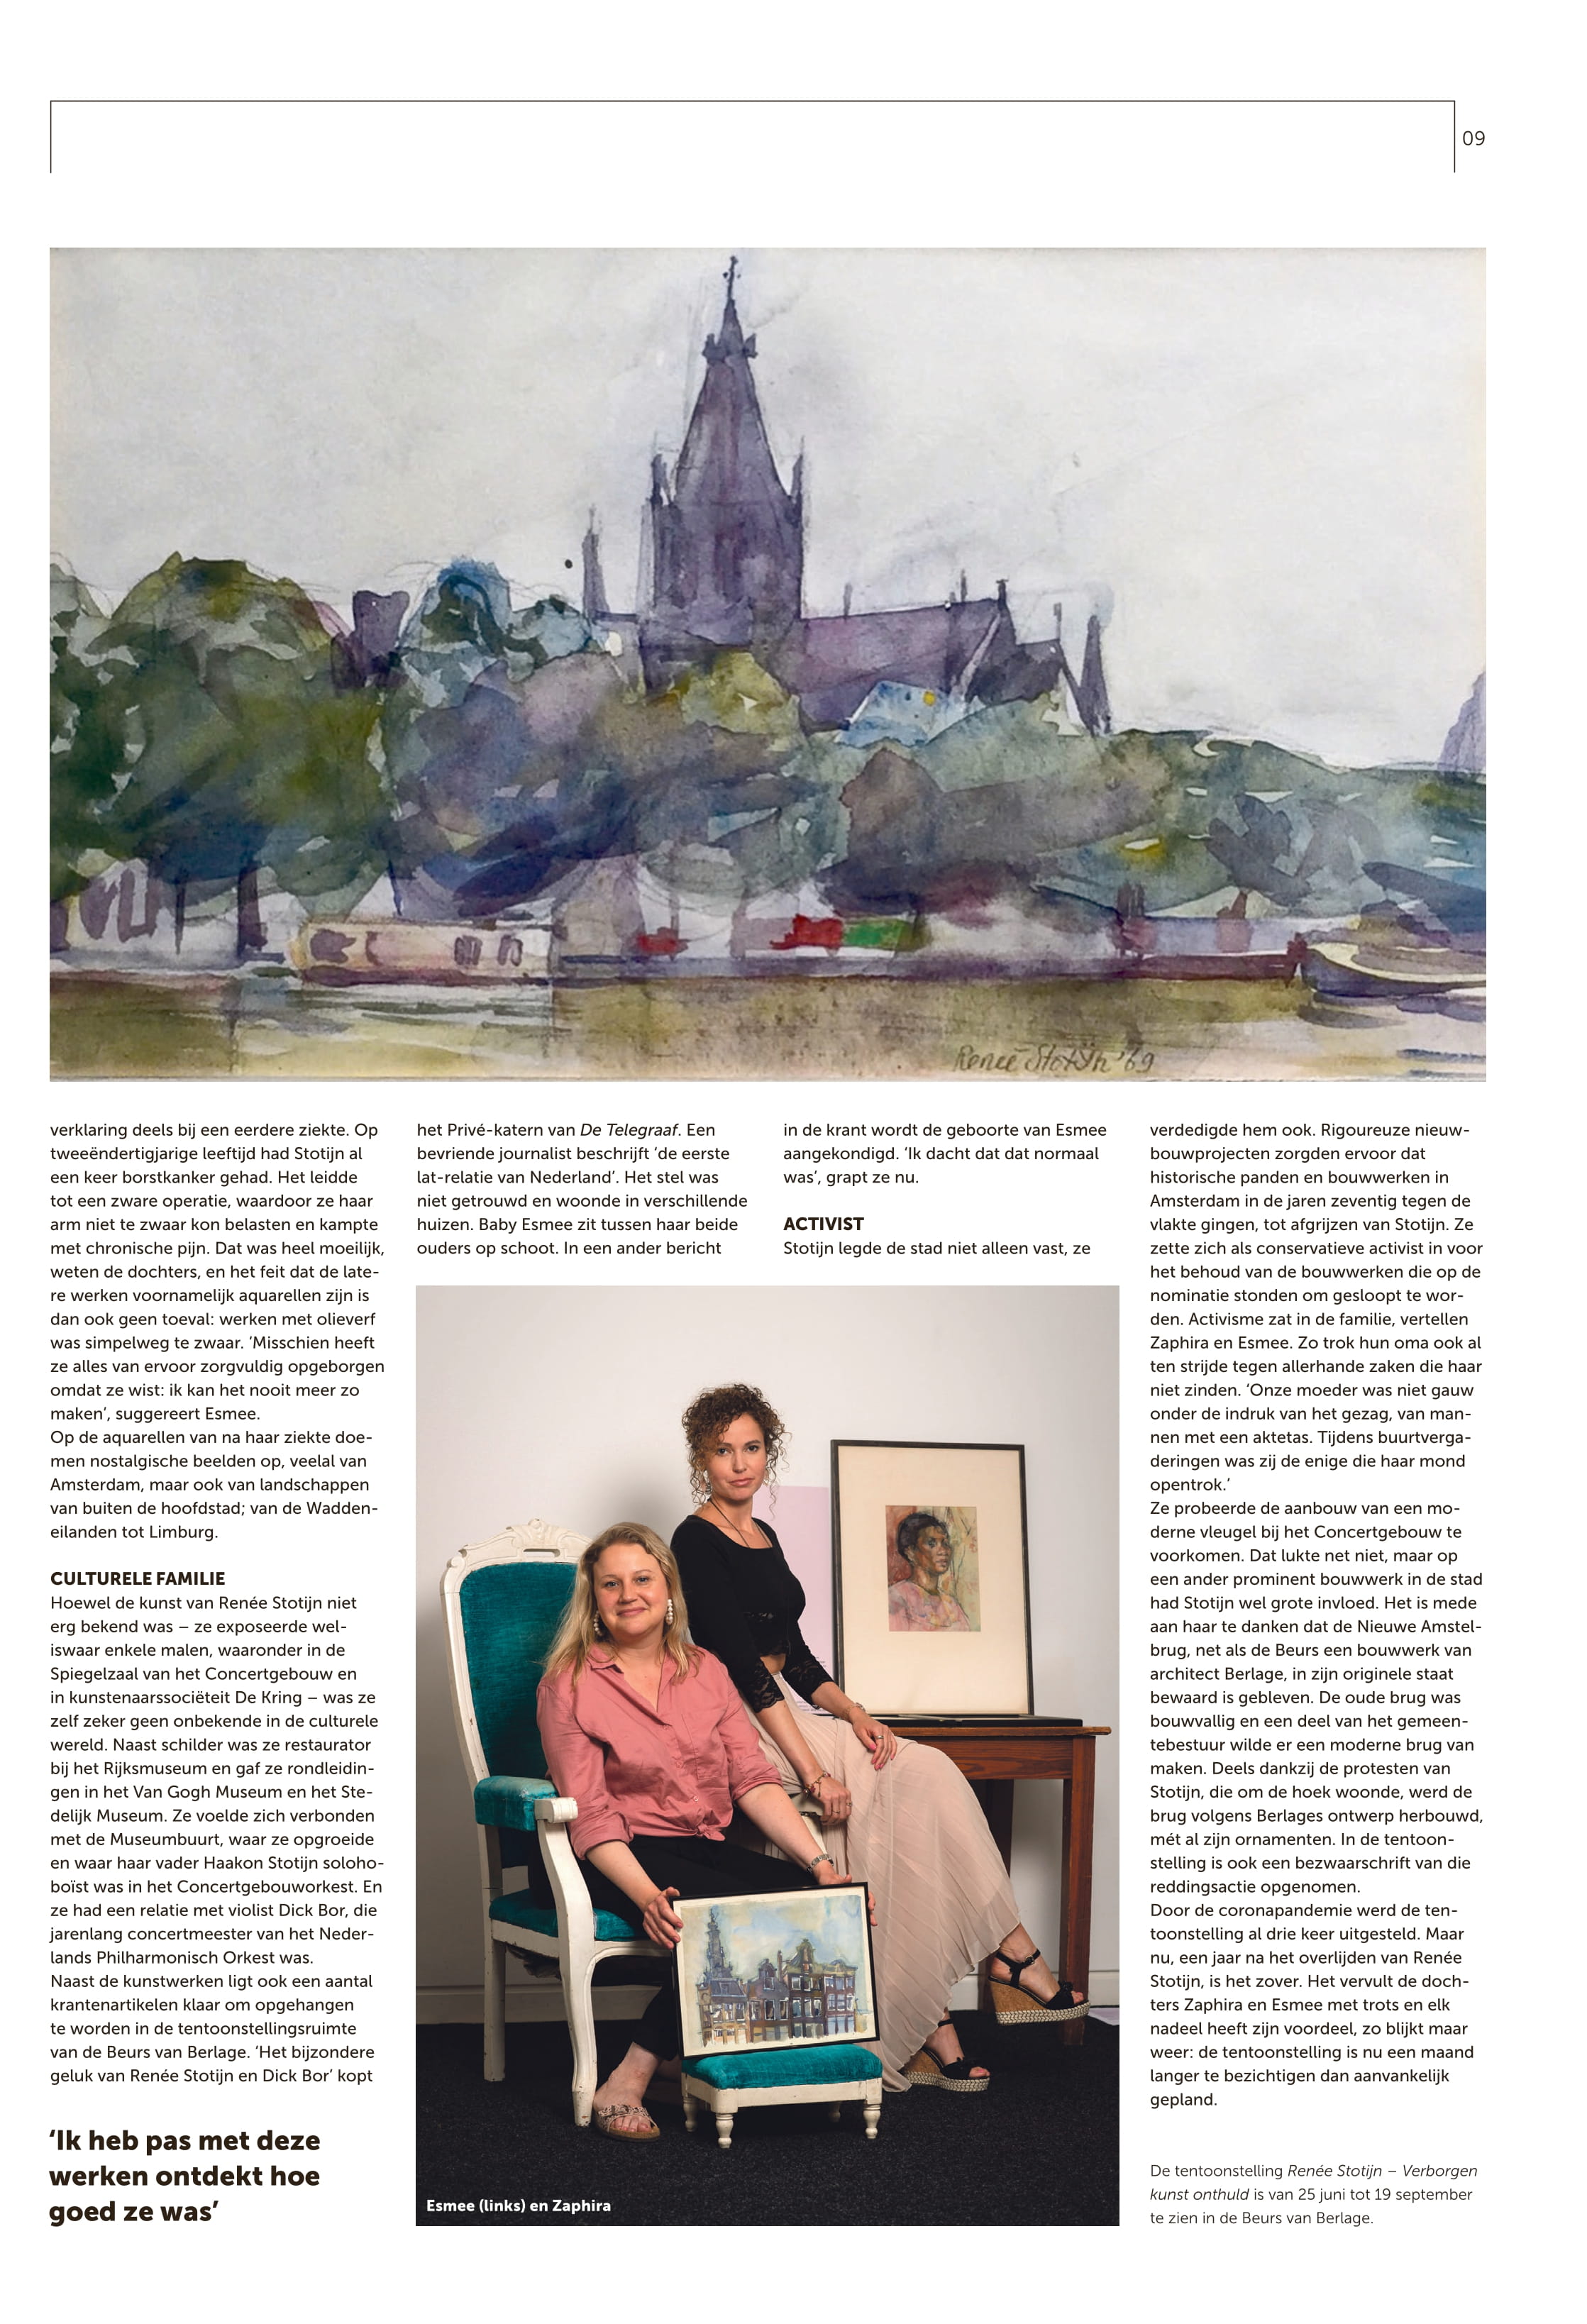 09
Renée Stotijn '69
verklaring deels bij een eerdere ziekte. Op
tweeëndertigjarige leeftijd had Stotijn al
een keer borstkanker gehad. Het leidde
tot een zware operatie, waardoor ze haar
arm niet te zwaar kon belasten en kampte
met chronische pijn. Dat was heel moeilijk,
weten de dochters, en het feit dat de late-
re werken voornamelijk aquarellen zijn is
dan ook geen toeval: werken met olieverf
was simpelweg te zwaar. ‘Misschien heeft
ze alles van ervoor zorgvuldig opgeborgen
omdat ze wist: ik kan het nooit meer zo
maken’, suggereert Esmee.
Op de aquarellen van na haar ziekte doe-
men nostalgische beelden op, veelal van
Amsterdam, maar ook van landschappen
van buiten de hoofdstad; van de Wadden-
eilanden tot Limburg.
CULTURELE FAMILIE
Hoewel de kunst van Renée Stotijn niet
erg bekend was – ze exposeerde wel-
iswaar enkele malen, waaronder in de
Spiegelzaal van het Concertgebouw en
in kunstenaarssociëteit De Kring – was ze
zelf zeker geen onbekende in de culturele
wereld. Naast schilder was ze restaurator
bij het Rijksmuseum en gaf ze rondleidin-
gen in het Van Gogh Museum en het Ste-
delijk Museum. Ze voelde zich verbonden
met de Museumbuurt, waar ze opgroeide
en waar haar vader Haakon Stotijn soloho-
boïst was in het Concertgebouworkest. En
ze had een relatie met violist Dick Bor, die
jarenlang concertmeester van het Neder-
lands Philharmonisch Orkest was.
Naast de kunstwerken ligt ook een aantal
krantenartikelen klaar om opgehangen
te worden in de tentoonstellingsruimte
van de Beurs van Berlage. ‘Het bijzondere
geluk van Renée Stotijn en Dick Bor’ kopt
‘Ik heb pas met deze
werken ontdekt hoe
goed ze was’
het Privé-katern van De Telegraaf. Een
bevriende journalist beschrijft ‘de eerste
lat-relatie van Nederland’. Het stel was
niet getrouwd en woonde in verschillende
huizen. Baby Esmee zit tussen haar beide
ouders op schoot. In een ander bericht
in de krant wordt de geboorte van Esmee
aangekondigd. ‘Ik dacht dat dat normaal
was’, grapt ze nu.
ACTIVIST
Stotijn legde de stad niet alleen vast, ze
Esmee (links) en Zaphira
verdedigde hem ook. Rigoureuze nieuw-
bouwprojecten zorgden ervoor dat
historische panden en bouwwerken in
Amsterdam in de jaren zeventig tegen de
vlakte gingen, tot afgrijzen van Stotijn. Ze
zette zich als conservatieve activist in voor
het behoud van de bouwwerken die op de
nominatie stonden om gesloopt te wor-
den. Activisme zat in de familie, vertellen
Zaphira en Esmee. Zo trok hun oma ook al
ten strijde tegen allerhande zaken die haar
niet zinden. ‘Onze moeder was niet gauw
onder de indruk van het gezag, van man-
nen met een aktetas. Tijdens buurtverga-
deringen was zij de enige die haar mond
opentrok.’
Ze probeerde de aanbouw van een mo-
derne vleugel bij het Concertgebouw te
voorkomen. Dat lukte net niet, maar op
een ander prominent bouwwerk in de stad
had Stotijn wel grote invloed. Het is mede
aan haar te danken dat de Nieuwe Amstel-
brug, net als de Beurs een bouwwerk van
architect Berlage, in zijn originele staat
bewaard is gebleven. De oude brug was
bouwvallig en een deel van het gemeen-
tebestuur wilde er een moderne brug van
maken. Deels dankzij de protesten van
Stotijn, die om de hoek woonde, werd de
brug volgens Berlages ontwerp herbouwd,
mét al zijn ornamenten. In de tentoon-
stelling is ook een bezwaarschrift van die
reddingsactie opgenomen.
Door de coronapandemie werd de ten-
toonstelling al drie keer uitgesteld. Maar
nu, een jaar na het overlijden van Renée
Stotijn, is het zover. Het vervult de doch-
ters Zaphira en Esmee met trots en elk
nadeel heeft zijn voordeel, zo blijkt maar
weer: de tentoonstelling is nu een maand
langer te bezichtigen dan aanvankelijk
gepland.
De tentoonstelling Renée Stotijn – Verborgen
kunst onthuld is van 25 juni tot 19 september
te zien in de Beurs van Berlage.